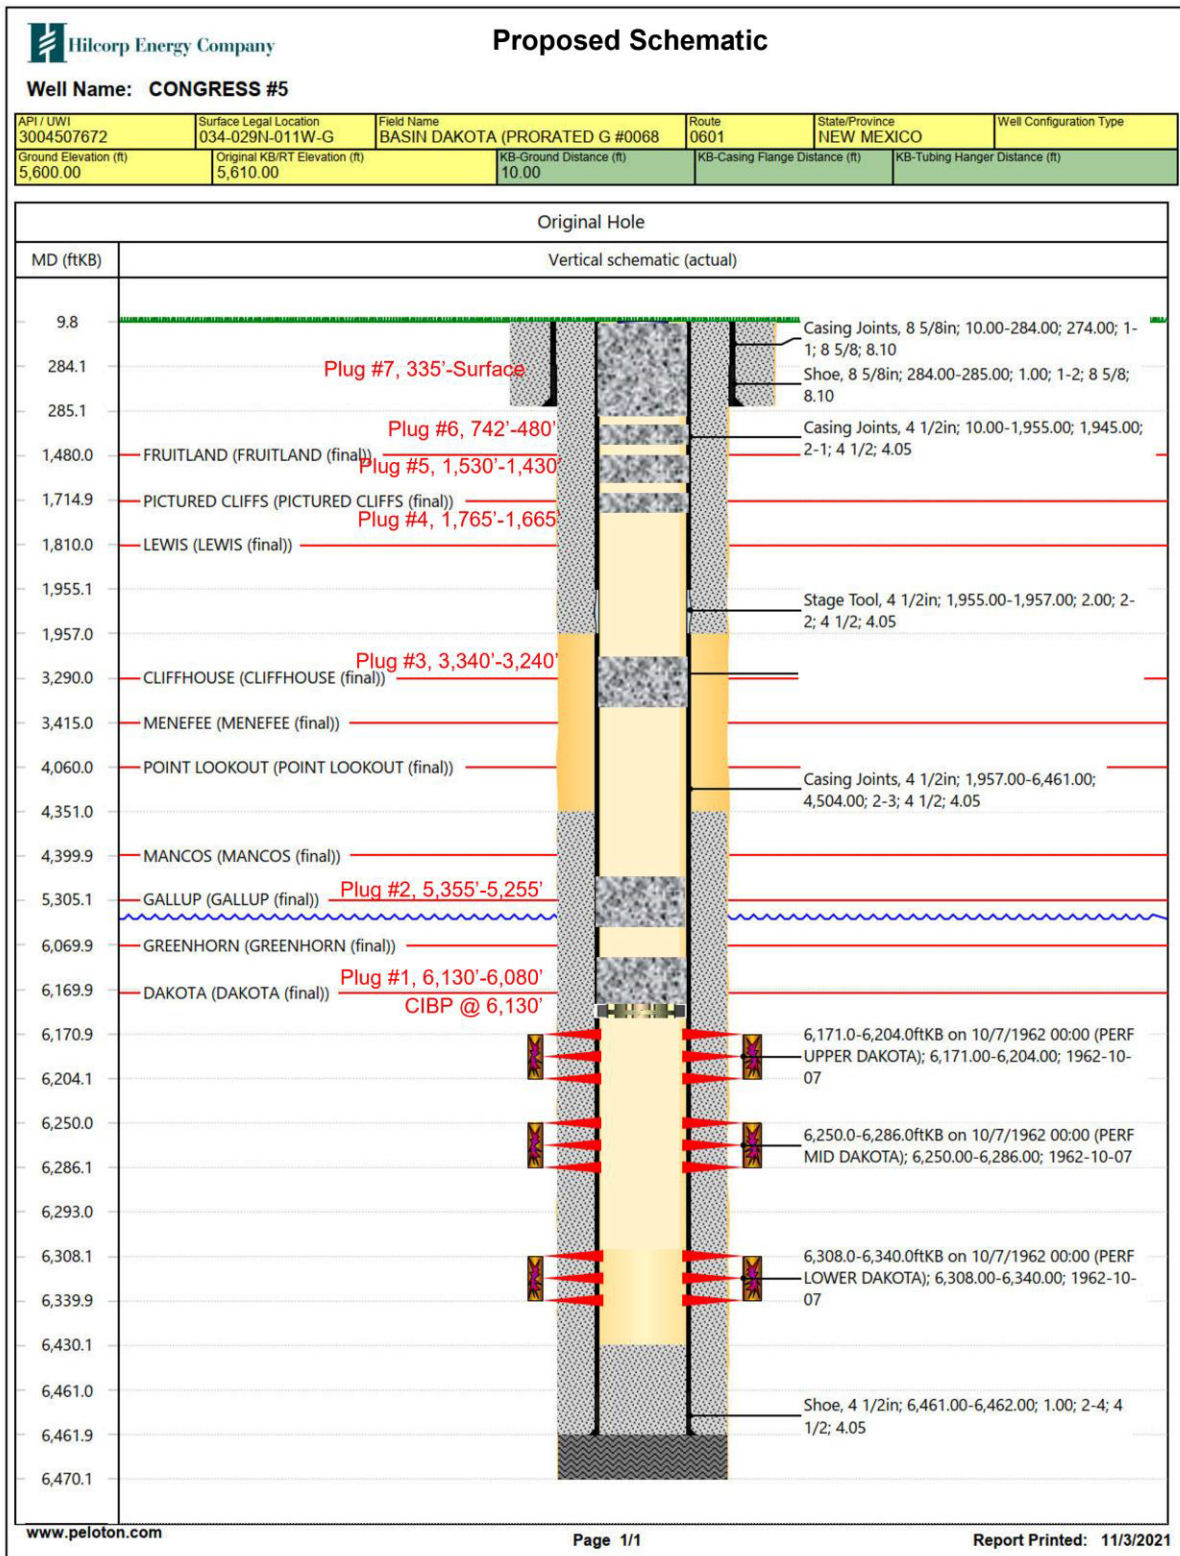 Hilcorp Energy Company
Proposed Schematic
Well Name: CONGRESS #5
API / UWI
3004507672
Surface Legal Location
034-029N-011W-G
Field Name
BASIN DAKOTA (PRORATED G #0068
Route
0601
State/Province
NEW MEXICO
Well Configuration Type
Ground Elevation (ft)
5,600.00
Original KB/RT Elevation (ft)
5,610.00
KB-Ground Distance (ft)
10.00
KB-Casing Flange Distance (ft)
KB-Tubing Hanger Distance (ft)
Original Hole
MD (ftKB)
Vertical schematic (actual)
9.8
Casing Joints, 8 5/8in; 10.00-284.00; 274.00; 1-
1; 8 5/8; 8.10
284.1
Plug #7, 335'-Surface
Shoe, 8 5/8in; 284.00-285.00; 1.00; 1-2; 8 5/8;
8.10
285.1
Plug #6, 742'-480'
Casing Joints, 4 1/2in; 10.00-1,955.00; 1,945.00;
2-1; 4 1/2; 4.05
1,480.0
FRUITLAND (FRUITLAND (final))
Plug #5, 1,530'-1,430'
1,714.9
PICTURED CLIFFS (PICTURED CLIFFS (final))
Plug #4, 1,765'-1,665'
1,810.0
LEWIS (LEWIS (final))
1,955.1
Stage Tool, 4 1/2in; 1,955.00-1,957.00; 2.00; 2-
2; 4 1/2; 4.05
1,957.0
Plug #3, 3,340'-3,240'
3,290.0
CLIFFHOUSE (CLIFFHOUSE (final))
3,415.0
MENEFEE (MENEFEE (final))
4,060.0
POINT LOOKOUT (POINT LOOKOUT (final))
Casing Joints, 4 1/2in; 1,957.00-6,461.00;
4,504.00; 2-3; 4 1/2; 4.05
4,351.0
4,399.9
MANCOS (MANCOS (final))
Plug #2, 5,355'-5,255'
5,305.1
GALLUP (GALLUP (final))
6,069.9
GREENHORN (GREENHORN (final))
Plug #1, 6,130'-6,080'
6,169.9
DAKOTA (DAKOTA (final))
CIBP @ 6,130'
6,170.9
6,171.0-6,204.0ftKB on 10/7/1962 00:00 (PERF
UPPER DAKOTA); 6,171.00-6,204.00; 1962-10-
07
6,204.1
6,250.0
6,250.0-6,286.0ftKB on 10/7/1962 00:00 (PERF
MID DAKOTA); 6,250.00-6,286.00; 1962-10-07
6,286.1
6,293.0
6,308.1
6,308.0-6,340.0ftKB on 10/7/1962 00:00 (PERF
LOWER DAKOTA); 6,308.00-6,340.00; 1962-10-
07
6,339.9
6,430.1
6,461.0
Shoe, 4 1/2in; 6,461.00-6,462.00; 1.00; 2-4; 4
1/2; 4.05
6,461.9
6,470.1
www.peloton.com
Page 1/1
Report Printed: 11/3/2021